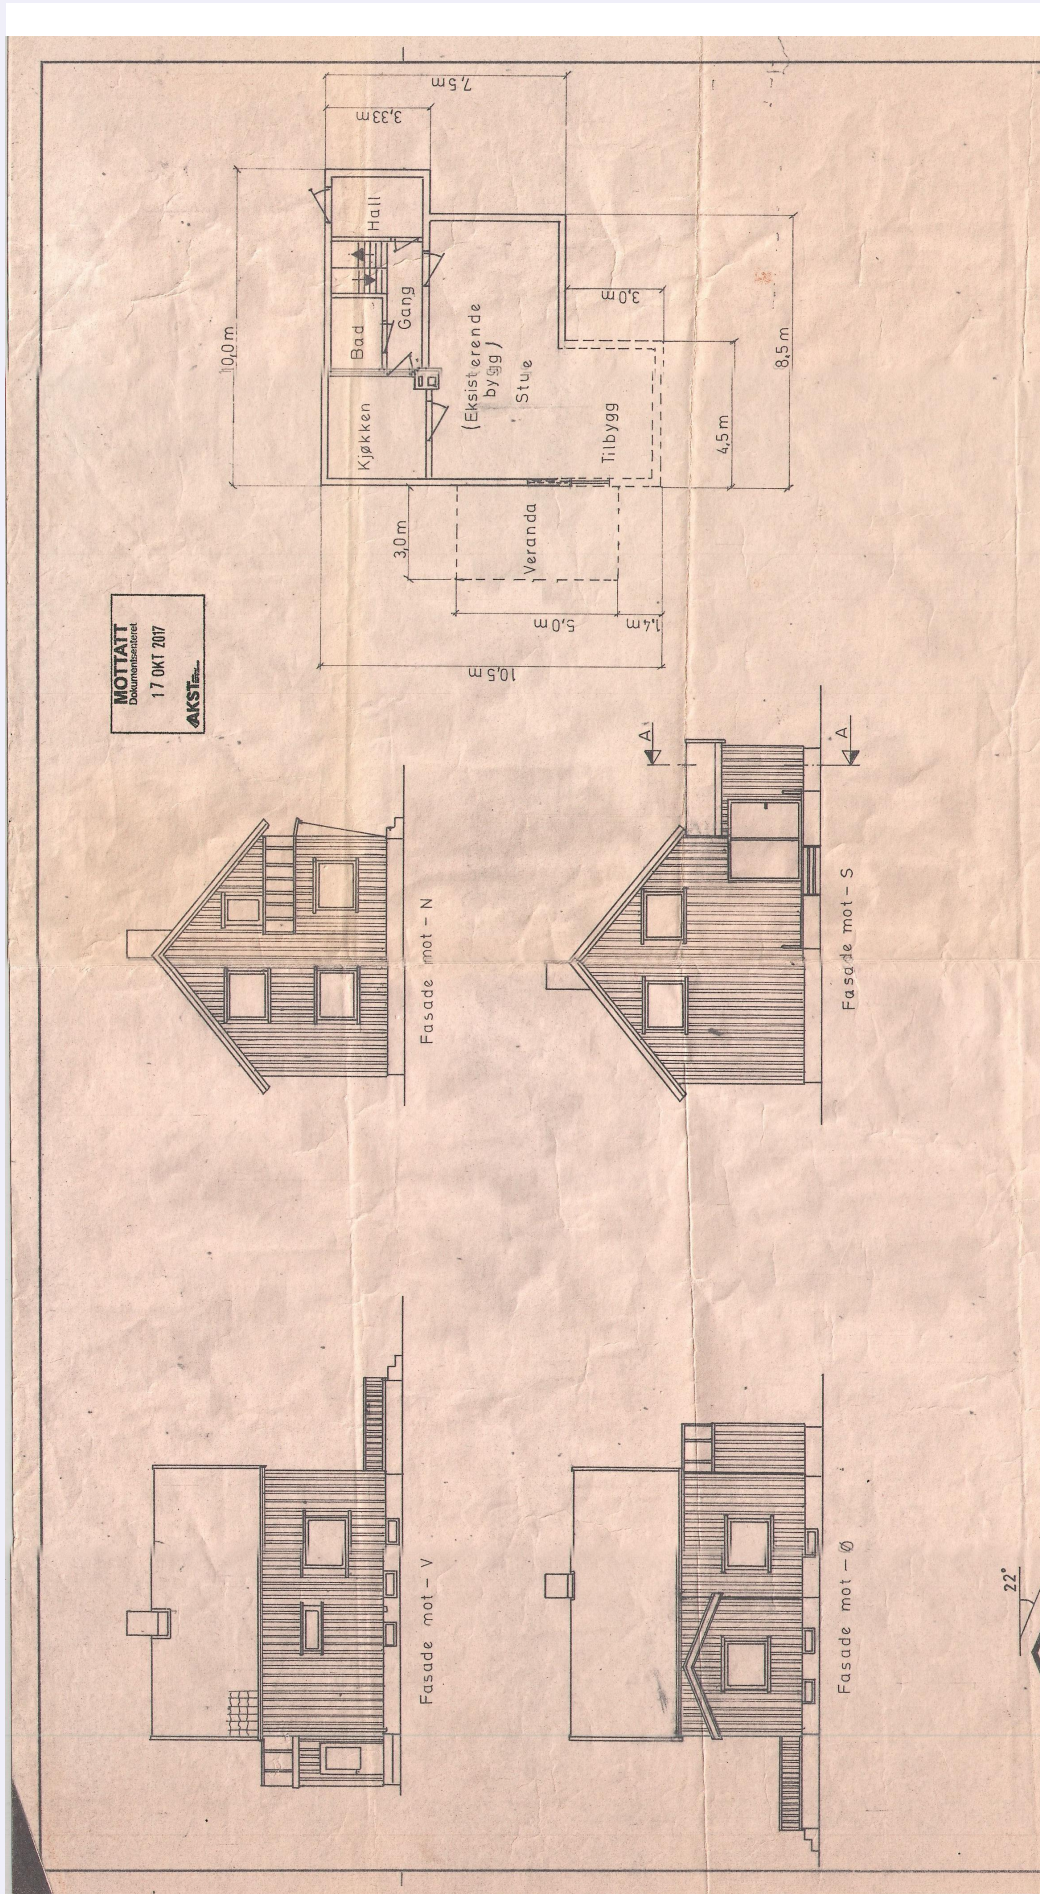 7,5m
3,33m
10,0m
Hall
Bad
Gang
Kjøkken
(Eksisterende
bygg)
Stue
Tilbygg
3,0m
4,5m
8,5m
3,0m
Veranda
5,0m
1,4m
10,5m
MOTTATT
Dokumentsenteret
17 OKT 2017
Fasade mot - N
A
A
Fasade mot - S
Fasade mot - V
Fasade mot - Ø
22°